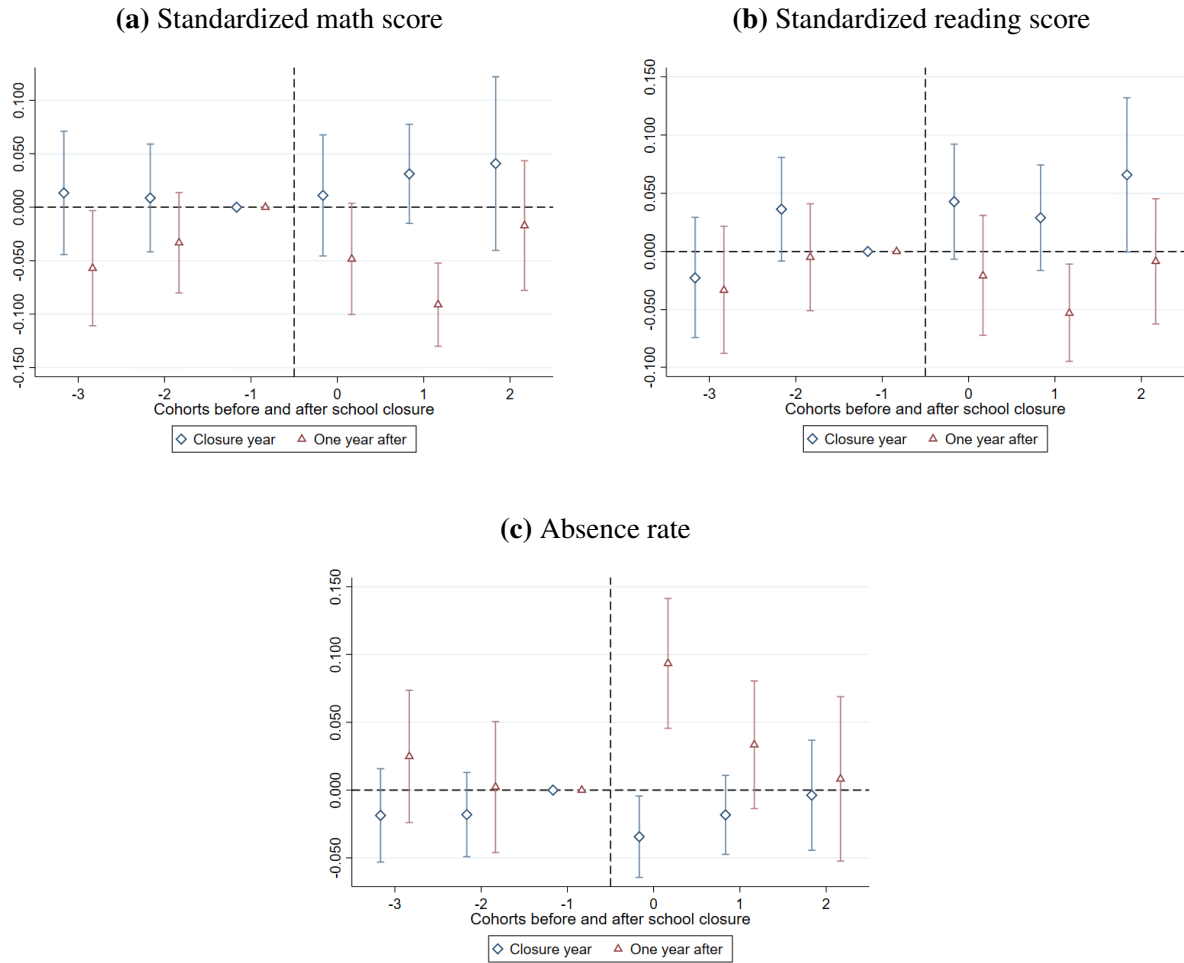 (a) Standardized math score
0.100
0.050
0.000
-0.050
-0.100
-0.150
-3 -2 -1 0 1 2
Cohorts before and after school closure
Closure year One year after
(b) Standardized reading score
0.150
0.100
0.050
0.000
-0.050
-0.100
-3 -2 -1 0 1 2
Cohorts before and after school closure
Closure year One year after
(c) Absence rate
0.150
0.100
0.050
0.000
-0.050
-3 -2 -1 0 1 2
Cohorts before and after school closure
Closure year One year after